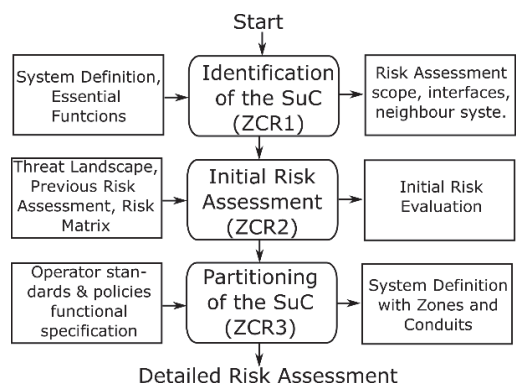 Start
System Definition,
Essential
Funtcions
Identification
of the SuC
(ZCR1)
Risk Assessment
scope, interfaces,
neighbour syste.
Threat Landscape,
Previous Risk
Assessment, Risk
Matrix
Initial Risk
Assessment
(ZCR2)
Initial Risk
Evaluation
Operator stan-
dards & policies
functional
specification
Partitioning
of the SuC
(ZCR3)
System Definition
with Zones and
Conduits
Detailed Risk Assessment